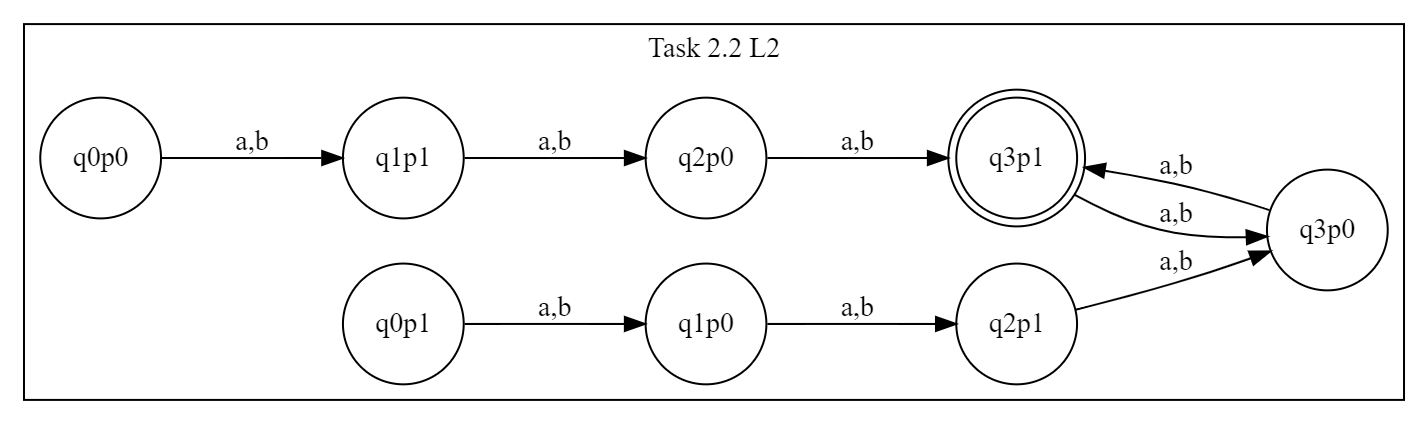 Task 2.2 L2
q0p0
a,b
q1p1
a,b
q2p0
a,b
q3p1
a,b
a,b
q3p0
a,b
q0p1
a,b
q1p0
a,b
q2p1